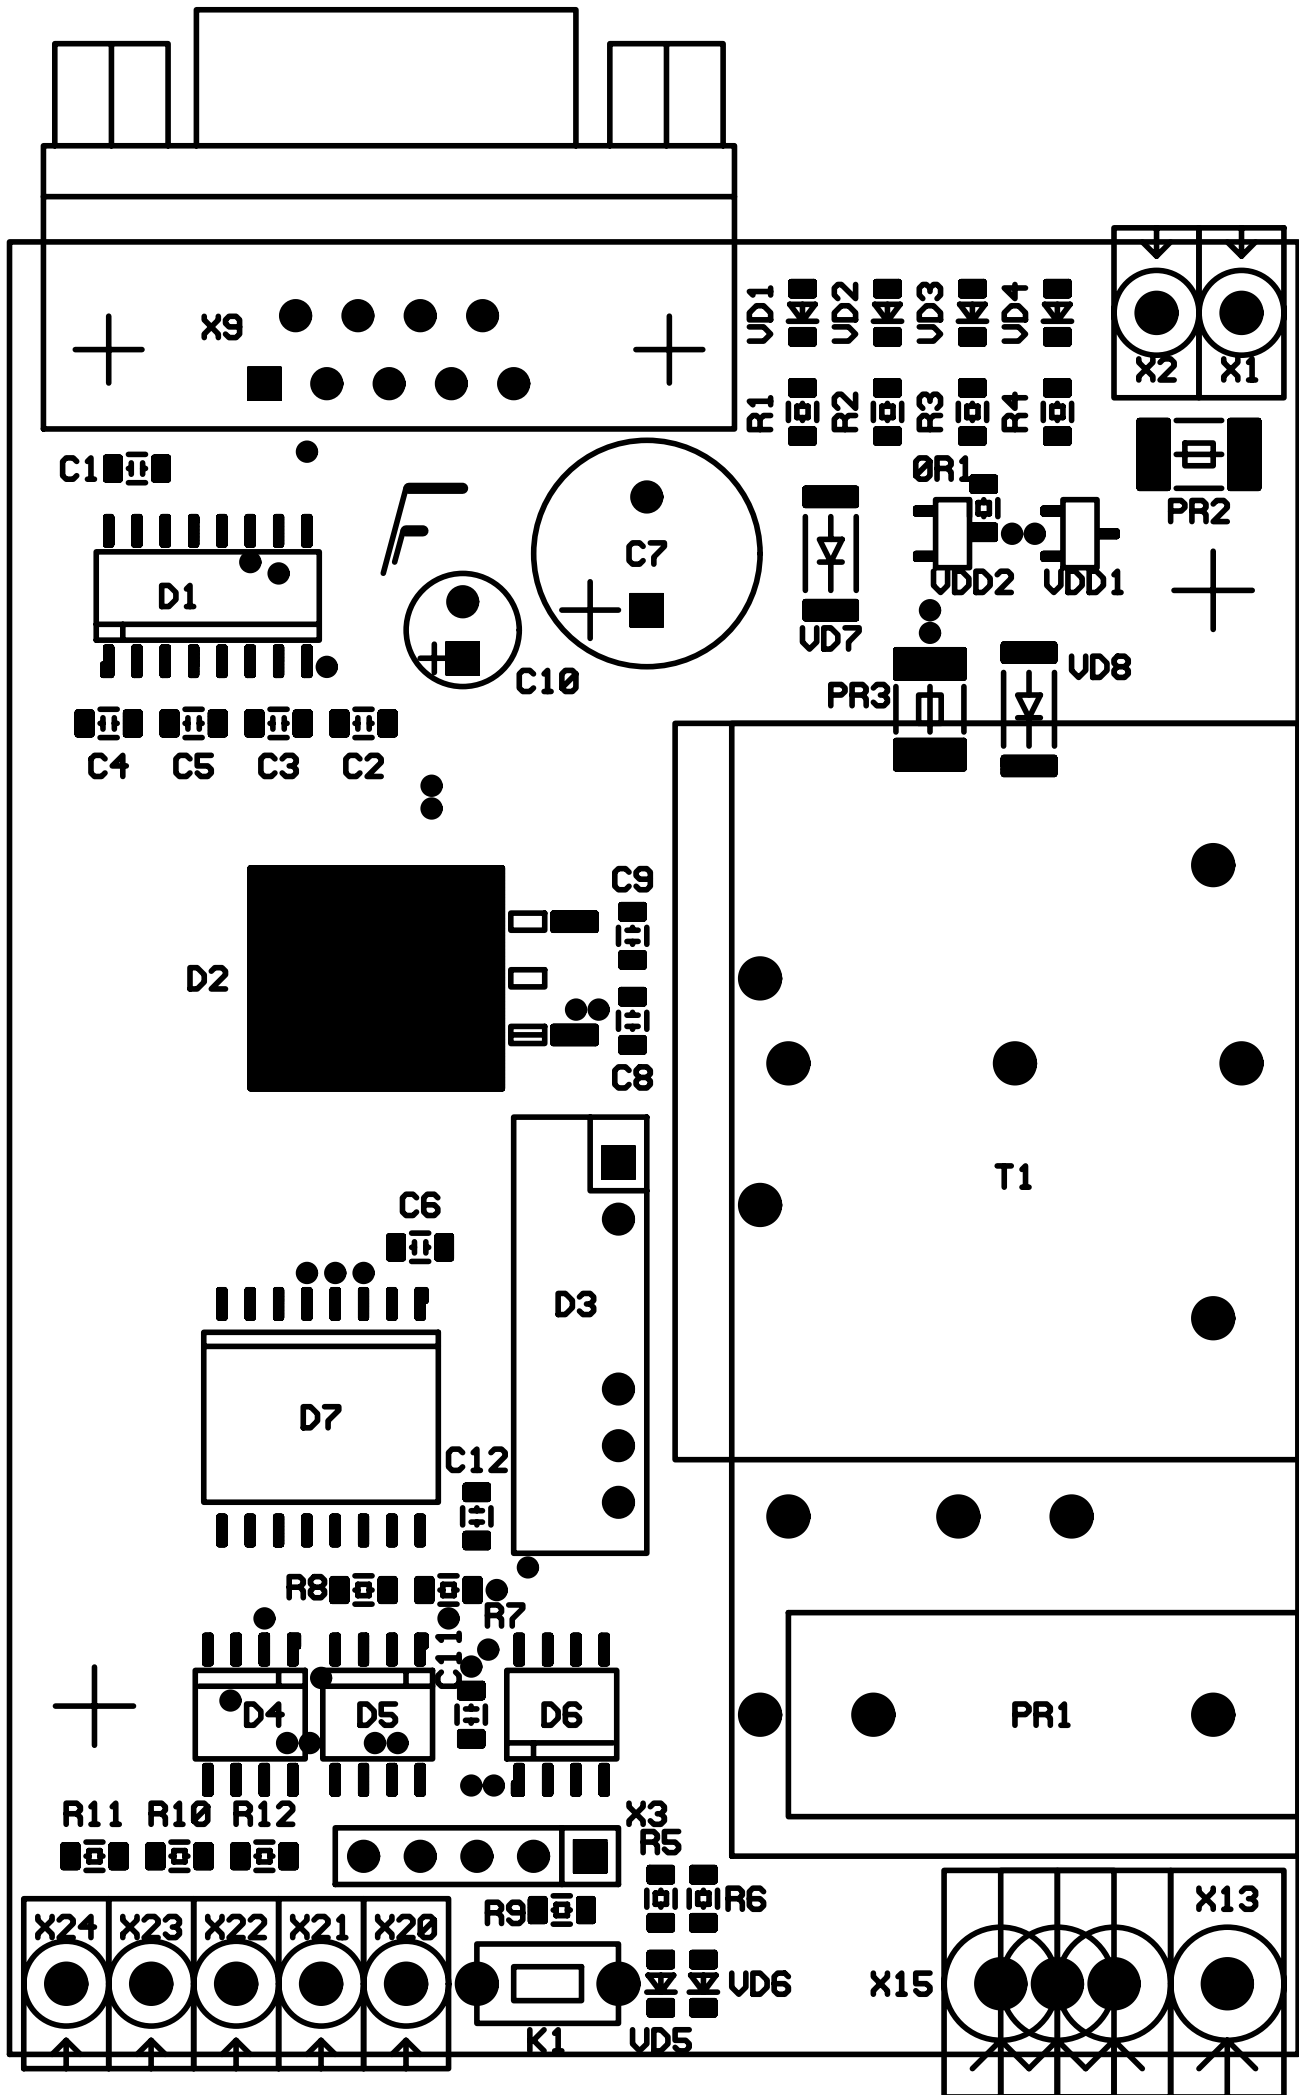 VD1 VD2 VD3 VD4
X9
X2 X1
R1 R2 R3 R4
C1 0R1
PR2
C7
D1 VDD2 VDD1
VD7 VD8
C10 PR3
C4 C5 C3 C2
C9
D2
C8
T1
C6
D3
D7
C12
R8
R7
C11
D4 D5 D6 PR1
R11 R10 R12 X3
R5
R6 X13
R9
X24 X23 X22 X21 X20
VD6 X15
K1 VD5